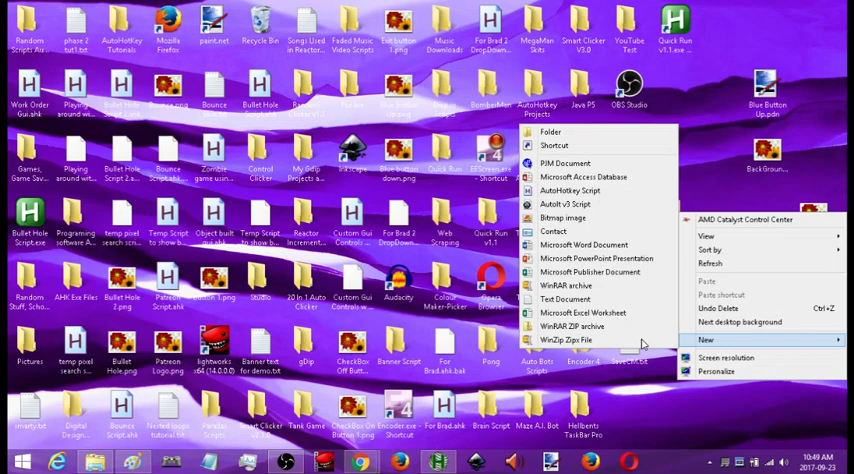 Random Scripts Air...
phase 2 tut1.txt
AutoHotKey Tutorials
Mozilla Firefox
paint.net
Recycle Bin
Songs Used in Reactor...
Faded Music Video Scripts
Exit button 1.png
Music Downloads
For Brad 2 DropDown...
MegaMan Skits
Smart Clicker V3.0
YouTube Test
Quick Run v1.1.exe ...
Work Order Gui.ahk
Playing around wi...
Bullet Hole
Bounce.png
Bounce
Bullet Hole Script.txt
Clicker v1.1
Blue button
BomberMan
AutoHotkey Projects
Java P5
OBS Studio
Blue Button Up.pdn
Games, Game Sav...
Playing around wi...
Bullet Hole Script 2.a...
Bounce Script.txt
Zombie game using...
Control Clicker
My Gdip Projects a...
Inkscape
Blue button down.png
Quick Run
EEScreen.exe - Shortcut
BackGroun...
Bullet Hole Script.exe
Programing software A...
temp pixel search scri...
Temp Script to show b...
Object built gui.ahk
Temp Script to show b...
Reactor Increment...
Custom Gui Controls ...
For Brad 2 DropDown...
Web Scraping
Quick Run v1.1
Random Stuff, Scho...
AHK Exe Files
Bullet Hole 2.png
Patreon Script.ahk
Button 1.png
Studio
20 In 1 Auto Clicker
Custom Gui Controls w...
Audacity
Colour Maker-Picker
Opera Browser
Pictures
temp pixel search s...
Bullet Hole.png
Patreon Logo.png
lightworks x64 (14.0.0.0)
Banner text for demo.txt
gDip
CheckBox Off Butt...
Banner Script
For Brad.ahk.bak
Pong
Auto Bots Scripts
Encoder 4
smarty.txt
Digital Design...
Bounce Script.ahk
Nested loops tutorial.txt
Parallax Scripts
Smart Clicker
Tank Game
CheckBox On Button 1.png
Encoder.exe - Shortcut
For Brad.ahk
Brain Script
Maze A.I. Bot
Hellbents TaskBar Pro
Folder
Shortcut
PJM Document
Microsoft Access Database
AutoHotkey Script
AutoIt v3 Script
Bitmap image
Contact
Microsoft Word Document
Microsoft PowerPoint Presentation
Microsoft Publisher Document
WinRAR archive
Text Document
Microsoft Excel Worksheet
WinRAR ZIP archive
WinZip Zipx File
AMD Catalyst Control Center
View
Sort by
Refresh
Paste
Paste shortcut
Undo Delete Ctrl+Z
Next desktop background
New
Screen resolution
Personalize
10:49 AM
2017-09-23